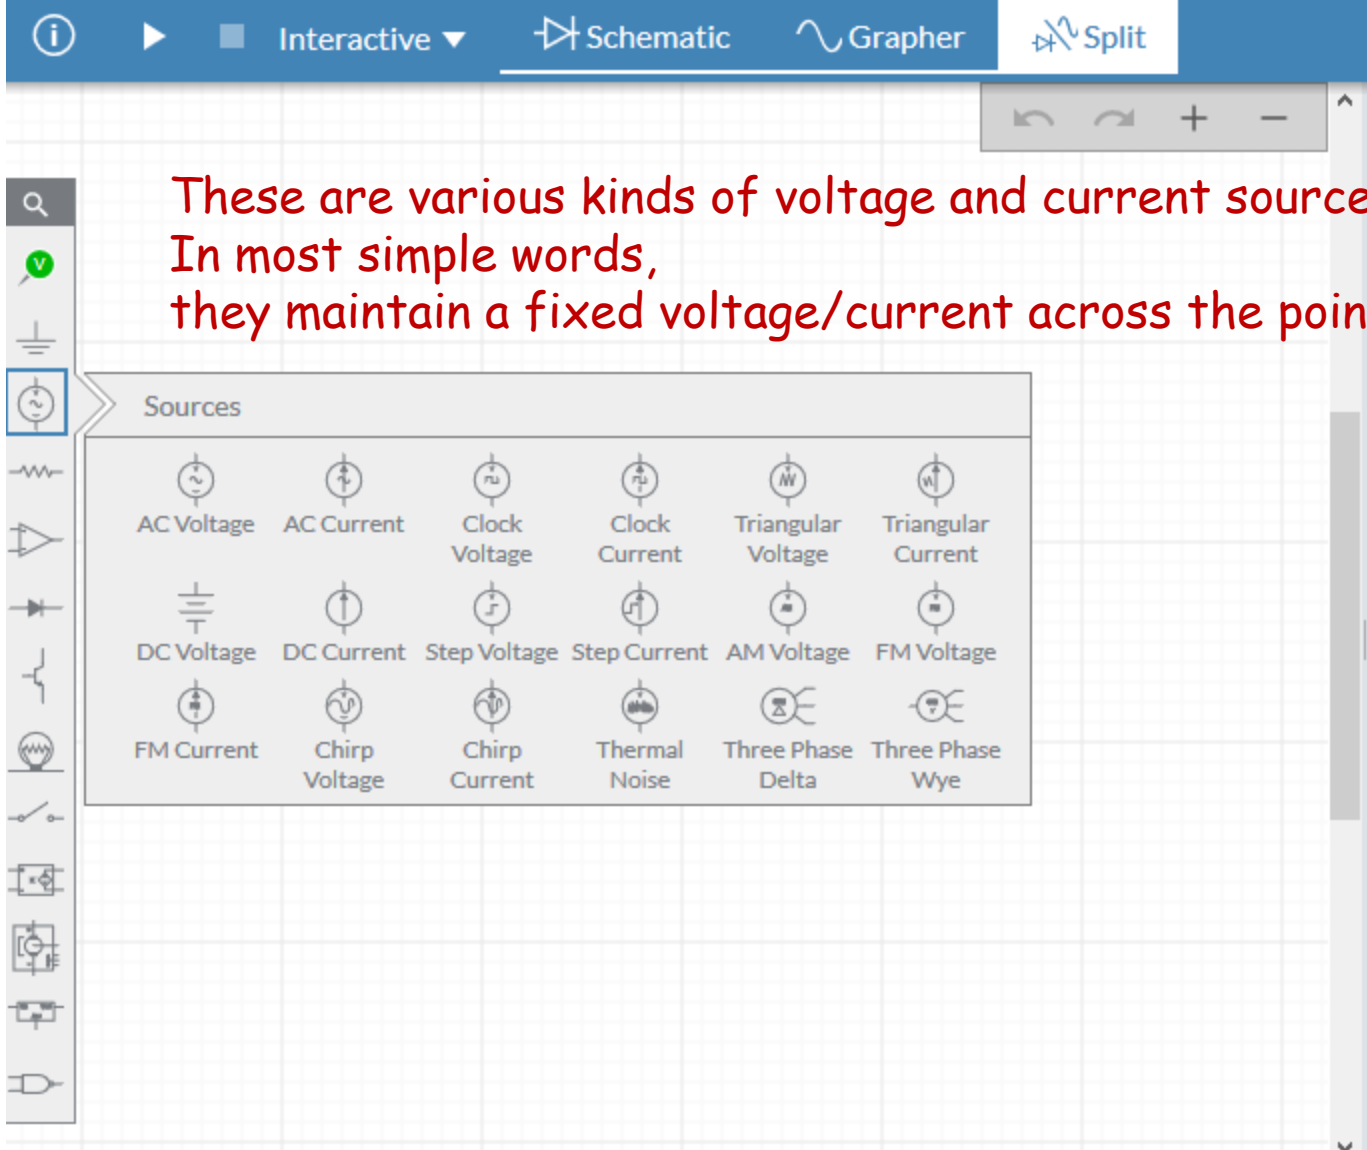 Interactive Schematic Grapher Split
These are various kinds of voltage and current source
In most simple words,
they maintain a fixed voltage/current across the poin
V
Sources
AC Voltage AC Current Clock Voltage Clock Current Triangular Voltage Triangular Current
DC Voltage DC Current Step Voltage Step Current AM Voltage FM Voltage
FM Current Chirp Voltage Chirp Current Thermal Noise Three Phase Delta Three Phase Wye